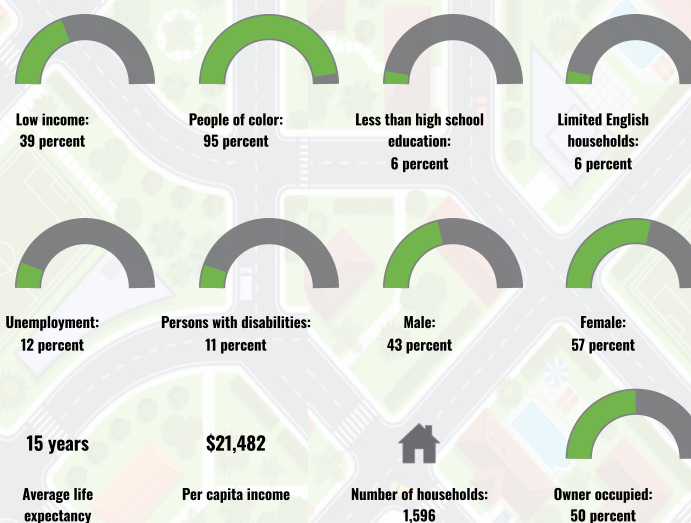 Low income:
39 percent
People of color:
95 percent
Less than high school
education:
6 percent
Limited English
households:
6 percent
Unemployment:
12 percent
Persons with disabilities:
11 percent
Male:
43 percent
Female:
57 percent
15 years
Average life
expectancy
$21,482
Per capita income
Number of households:
1,596
Owner occupied:
50 percent